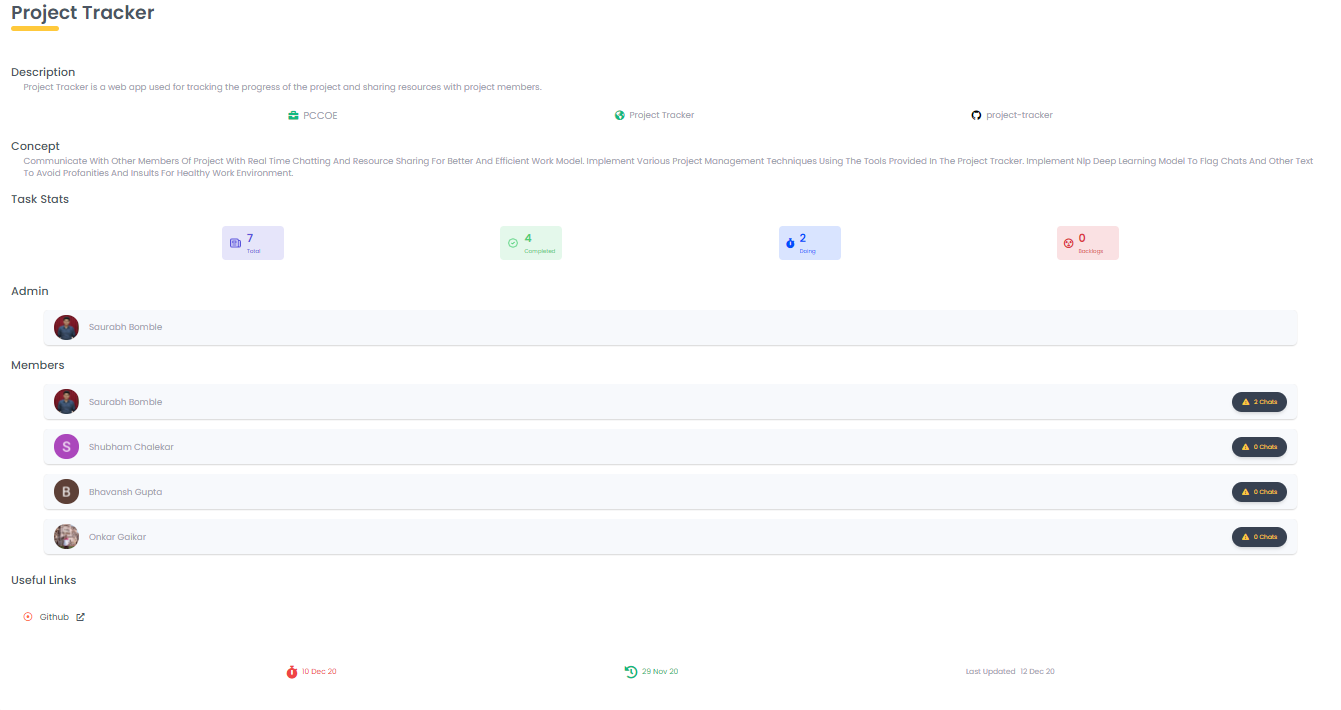 Project Tracker
Description
Project Tracker is a web app used for tracking the progress of the project and sharing resources with project members.
PCCOE Project Tracker project-tracker
Concept
Communicate With Other Members Of Project With Real Time Chatting And Resource Sharing For Better And Efficient Work Model. Implement Various Project Management Techniques Using The Tools Provided In The Project Tracker. Implement Nlp Deep Learning Model To Flag Chats And Other Text
To Avoid Profanities And Insults For Healthy Work Environment.
Task Stats
7 4 2 0
Total Completed Doing Backlogs
Admin
Saurabh Bomble
Members
Saurabh Bomble 2 Chats
S Shubham Chalekar 0 Chats
B Bhavansh Gupta 0 Chats
Onkar Gaikar 0 Chats
Useful Links
Github
10 Dec 20 29 Nov 20 Last Updated 12 Dec 20